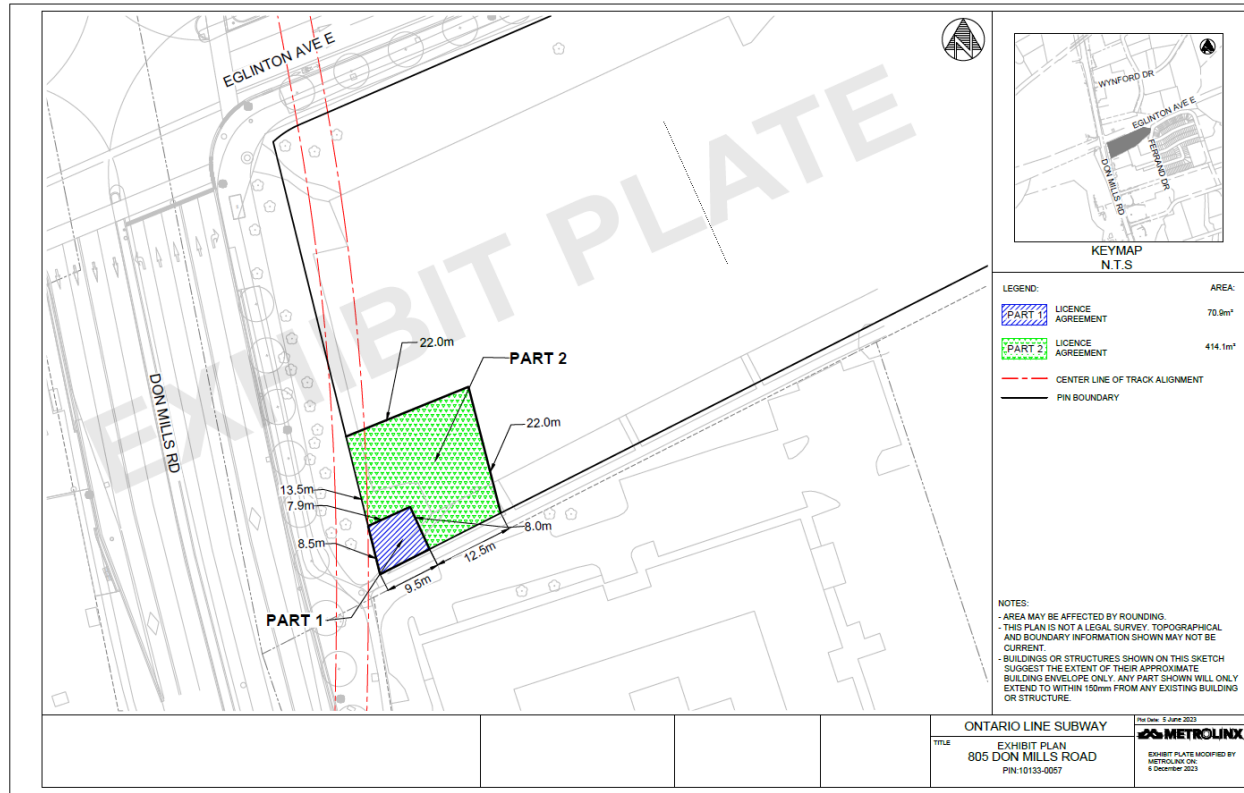 EXHIBIT PLATE
EGLINTON AVE E
DON MILLS RD
22.0m
PART 2
22.0m
13.5m
7.9m
8.0m
8.5m
12.5m
9.5m
PART 1
N
WYNFORD DR
EGLINTON AVE E
FERRAND DR
DON MILLS RD
KEYMAP
N.T.S
LEGEND: AREA:
PART 1 LICENCE AGREEMENT 70.9m²
PART 2 LICENCE AGREEMENT 414.1m²
CENTER LINE OF TRACK ALIGNMENT
PIN BOUNDARY
NOTES:
- AREA MAY BE AFFECTED BY ROUNDING.
- THIS PLAN IS NOT A LEGAL SURVEY. TOPOGRAPHICAL
AND BOUNDARY INFORMATION SHOWN MAY NOT BE
CURRENT.
- BUILDINGS OR STRUCTURES SHOWN ON THIS SKETCH
SUGGEST THE EXTENT OF THEIR APPROXIMATE
BUILDING ENVELOPE ONLY. ANY PART SHOWN WILL ONLY
EXTEND TO WITHIN 150mm FROM ANY EXISTING BUILDING
OR STRUCTURE.
ONTARIO LINE SUBWAY
TITLE
EXHIBIT PLAN
805 DON MILLS ROAD
PIN:10133-0057
Plot Date: 5 June 2023
METROLINX
EXHIBIT PLATE MODIFIED BY
METROLINX ON:
6 December 2023